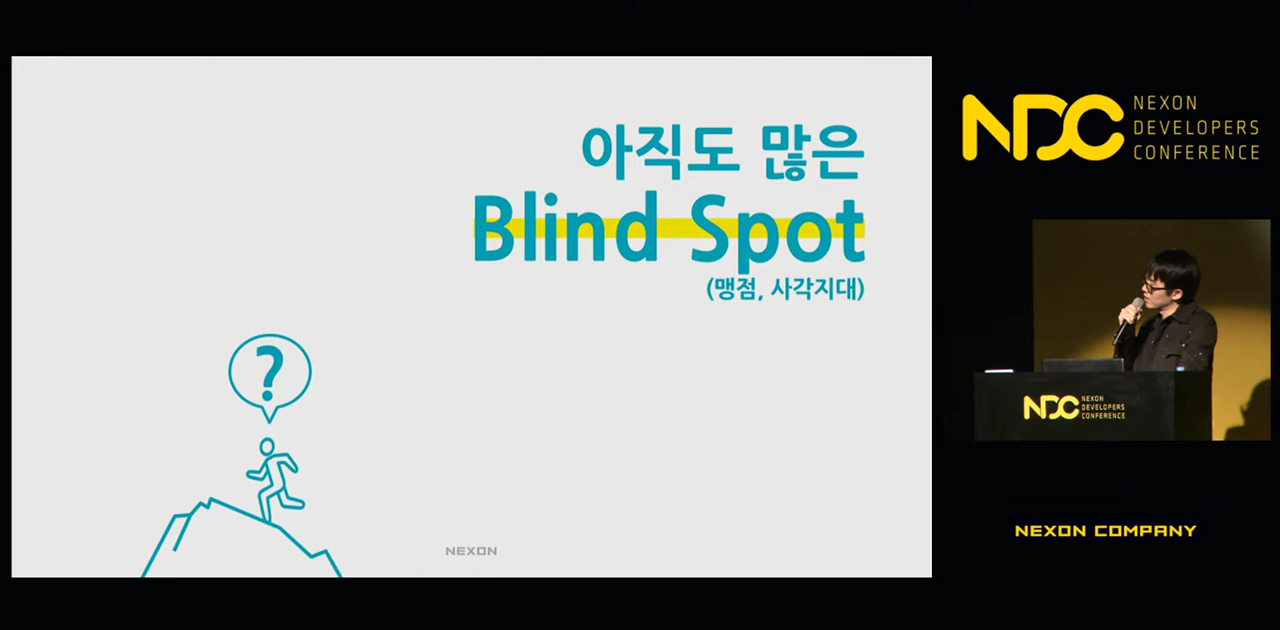 아직도 많은
Blind Spot
(맹점, 사각지대)
?
NEXON
NDC
NEXON
DEVELOPERS
CONFERENCE
NDC
NEXON
DEVELOPERS
CONFERENCE
NEXON COMPANY